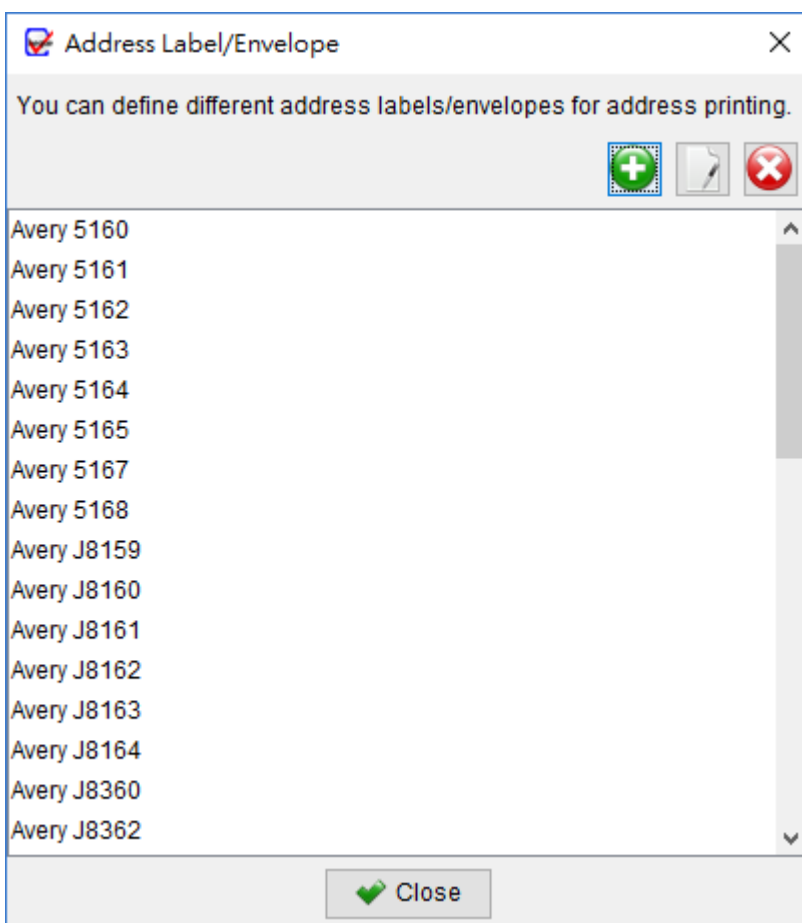 Address Label/Envelope
You can define different address labels/envelopes for address printing.
Avery 5160
Avery 5161
Avery 5162
Avery 5163
Avery 5164
Avery 5165
Avery 5167
Avery 5168
Avery J8159
Avery J8160
Avery J8161
Avery J8162
Avery J8163
Avery J8164
Avery J8360
Avery J8362
Close